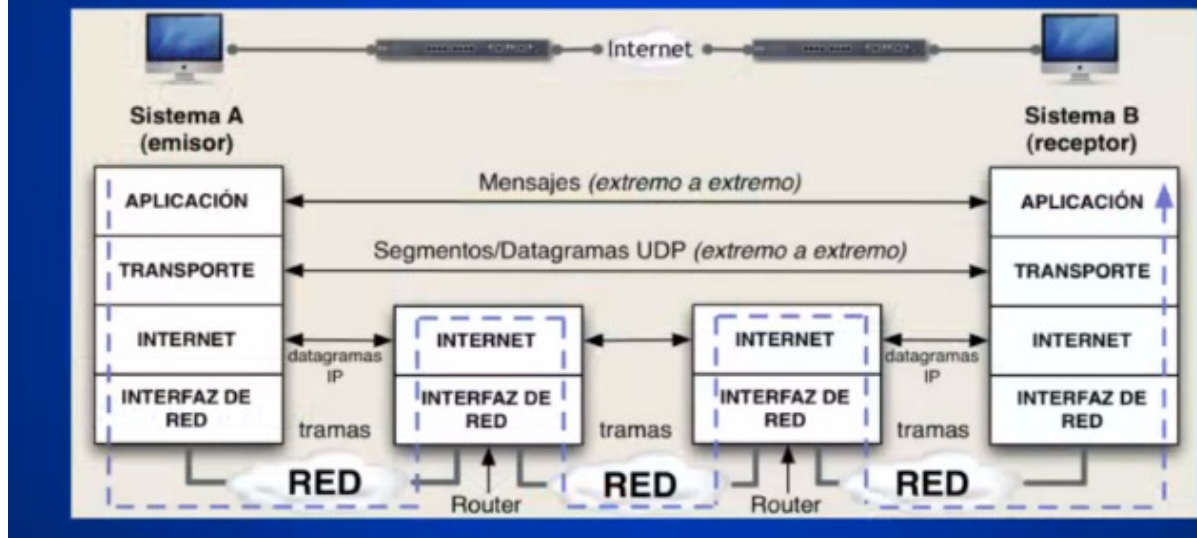 Internet
Sistema A
(emisor)
Sistema B
(receptor)
APLICACIÓN
Mensajes (extremo a extremo)
APLICACIÓN
TRANSPORTE
Segmentos/Datagramas UDP (extremo a extremo)
TRANSPORTE
INTERNET
datagramas
IP
INTERNET
INTERNET
datagramas
IP
INTERNET
INTERFAZ DE
RED
tramas
INTERFAZ DE
RED
tramas
INTERFAZ DE
RED
tramas
INTERFAZ DE
RED
RED
Router
RED
Router
RED